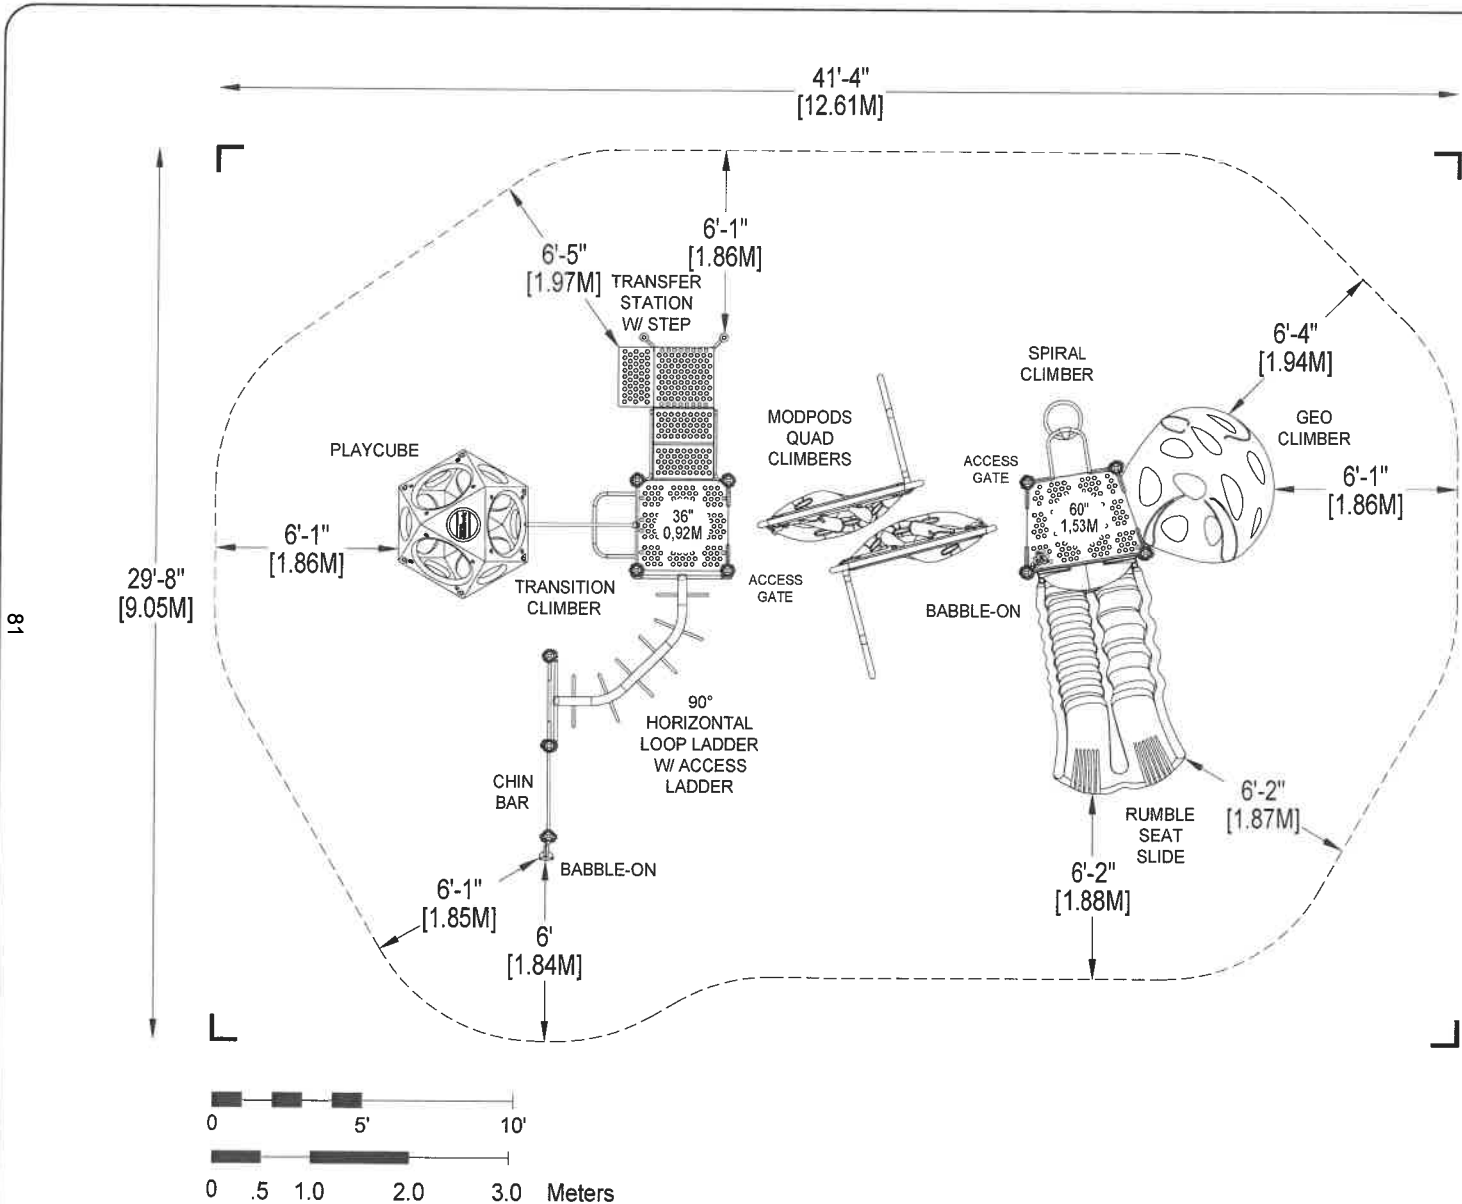 41'-4"
[12.61M]
6'-1"
[1.86M]
6'-5"
[1.97M]
TRANSFER
STATION
W/ STEP
6'-4"
[1.94M]
SPIRAL
CLIMBER
MODPODS
QUAD
CLIMBERS
GEO
CLIMBER
PLAYCUBE
ACCESS
GATE
6'-1"
[1.86M]
36"
0,92M
60"
1,53M
6'-1"
[1.86M]
29'-8"
[9.05M]
TRANSITION
CLIMBER
ACCESS
GATE
BABBLE-ON
81
90°
HORIZONTAL
LOOP LADDER
W/ ACCESS
LADDER
CHIN
BAR
6'-2"
[1.87M]
RUMBLE
SEAT
SLIDE
BABBLE-ON
6'-1"
[1.85M]
6'-2"
[1.88M]
6'
[1.84M]
0 5' 10'
0 .5 1.0 2.0 3.0 Meters